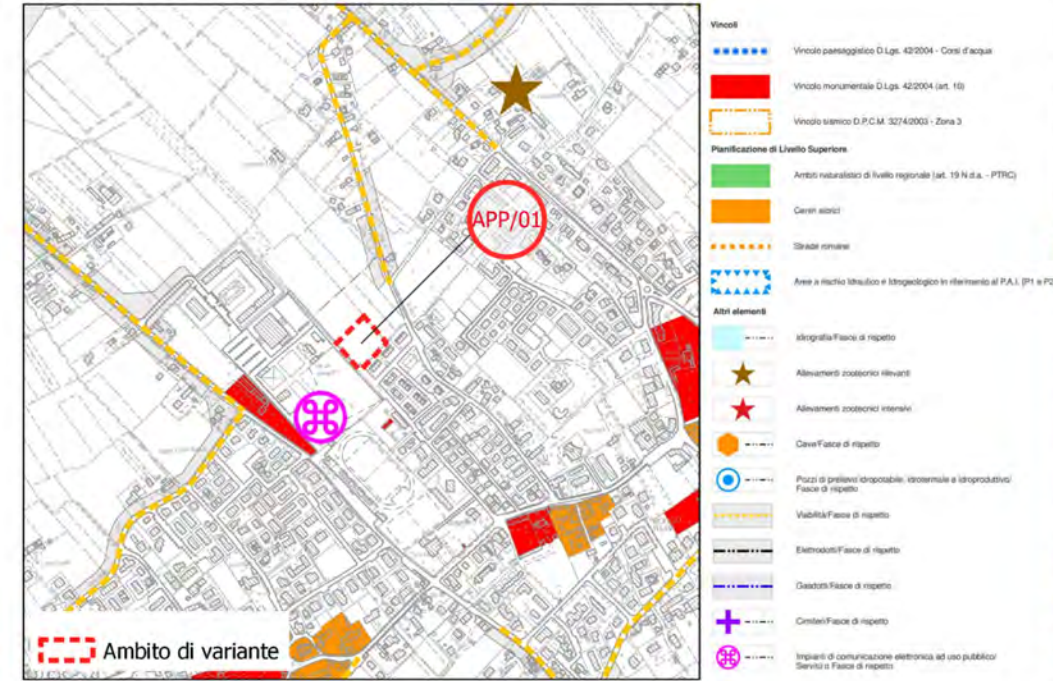 APP/01
Ambito di variante
Vincoli
Vincolo paesaggistico D.Lgs. 42/2004 - Corsi d'acqua
Vincolo monumentale D.Lgs. 42/2004 (art. 10)
Vincolo sismico D.P.C.M. 3274/2003 - Zona 3
Pianificazione di Livello Superiore
Ambiti naturalistici di livello regionale (art. 19 N.d.a. - PTRC)
Centri storici
Strade romane
Aree a rischio Idraulico e Idrogeologico in riferimento al P.A.I. (P1 e P2
Altri elementi
Idrografia/Fasce di rispetto
Allevamenti zootecnici rilevanti
Allevamenti zootecnici intensivi
Cave/Fasce di rispetto
Pozzi di prelievo idropotabile, idrotermale e idroproduttivo/
Fasce di rispetto
Viabilità/Fasce di rispetto
Elettrodotti/Fasce di rispetto
Gasdotti/Fasce di rispetto
Cimiteri/Fasce di rispetto
Impianti di comunicazione elettronica ad uso pubblico/
Servitù o Fasce di rispetto